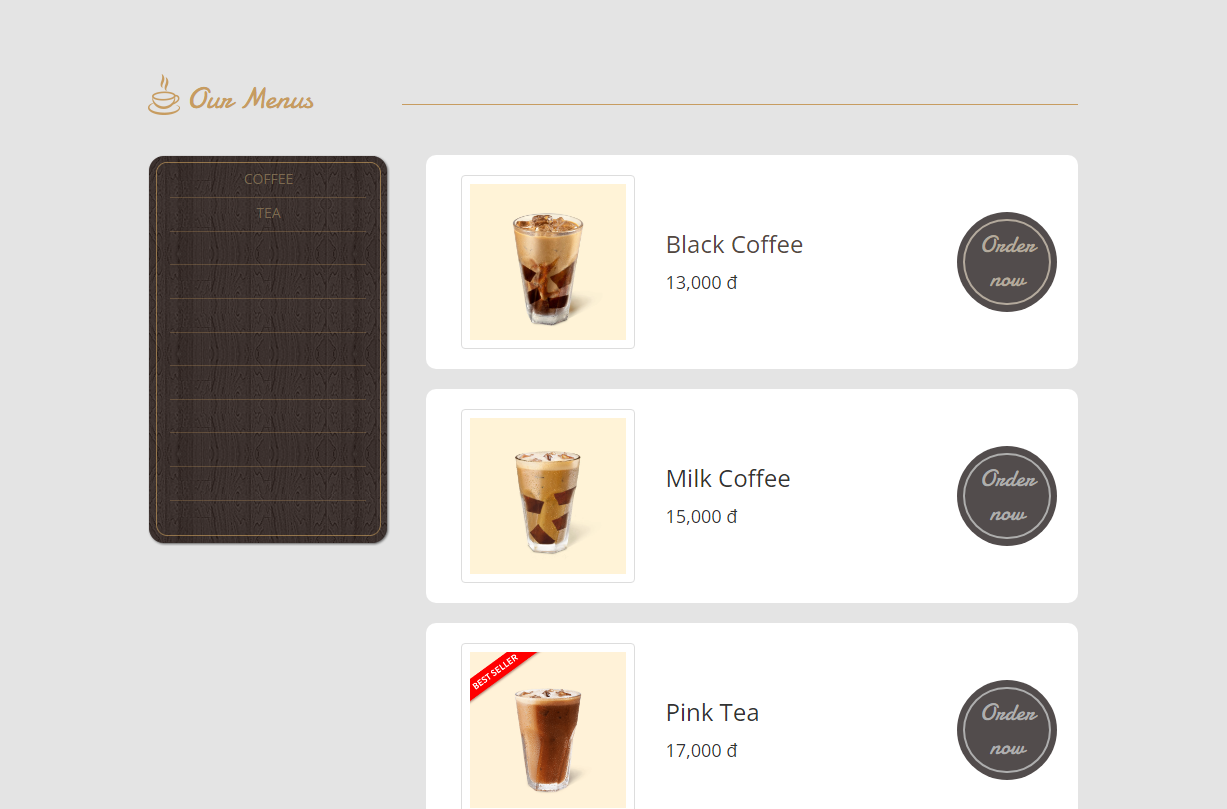 Our Menus
COFFEE
TEA
Black Coffee
13,000 đ
Order
now
Milk Coffee
15,000 đ
Order
now
BEST SELLER
Pink Tea
17,000 đ
Order
now